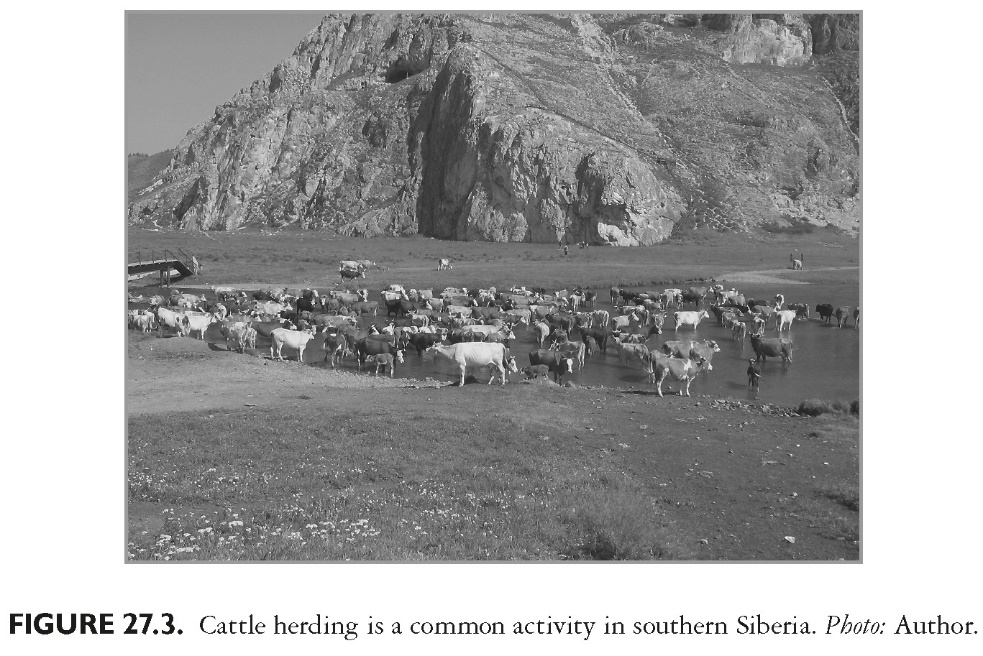 FIGURE 27.3. Cattle herding is a common activity in southern Siberia. Photo: Author.